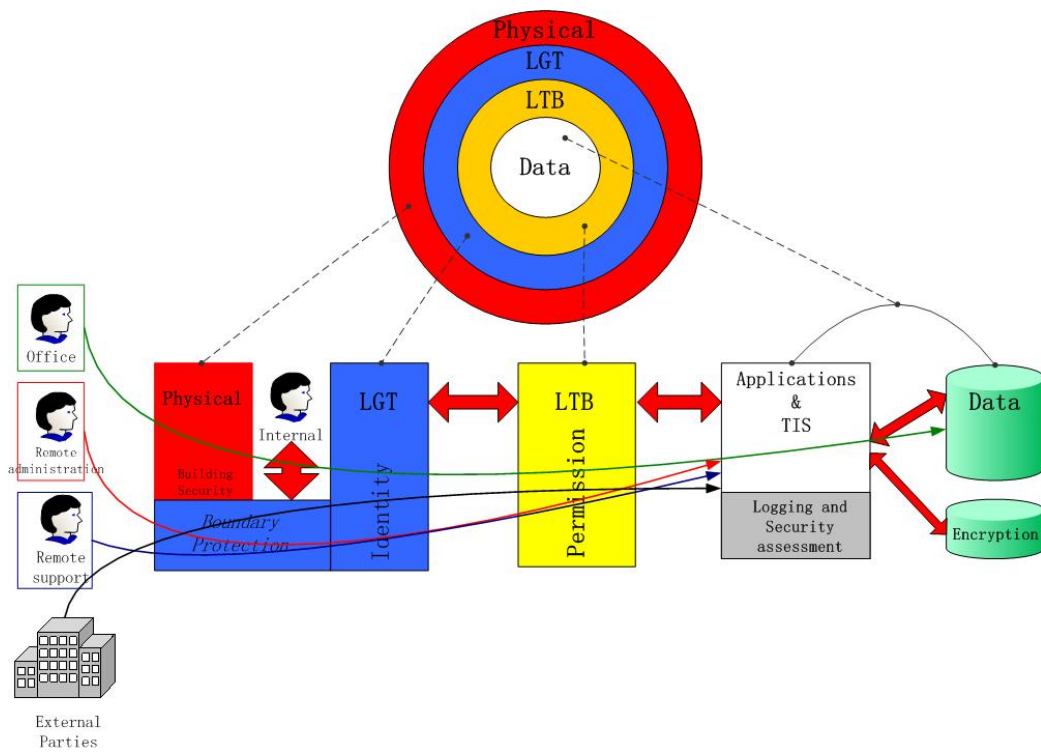 Physical
LGT
LTB
Data
Office
Remote
administration
Remote
support
External
Parties
Physical
Building
Security
Internal
Boundary
Protection
LGT
Identity
LTB
Permission
Applications
&
TIS
Logging and
Security
assessment
Data
Encryption